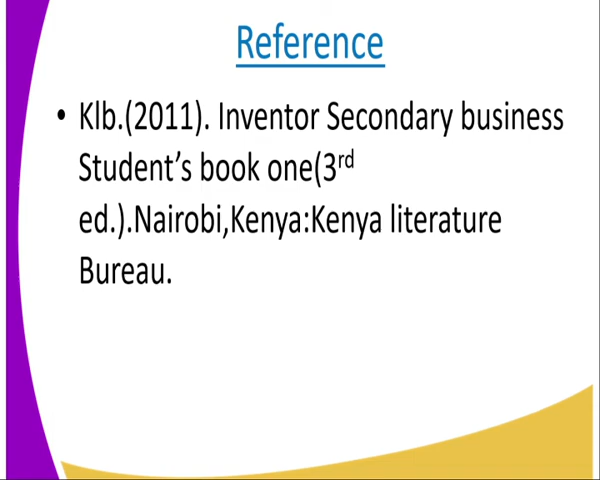 Reference
• Klb.(2011). Inventor Secondary business
Student’s book one(3rd
ed.).Nairobi,Kenya:Kenya literature
Bureau.